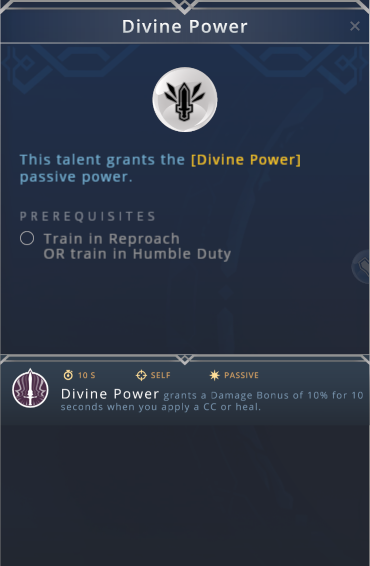 Divine Power
This talent grants the [Divine Power]
passive power.
PREREQUISITES
Train in Reproach
OR train in Humble Duty
10 S SELF PASSIVE
Divine Power grants a Damage Bonus of 10% for 10
seconds when you apply a CC or heal.